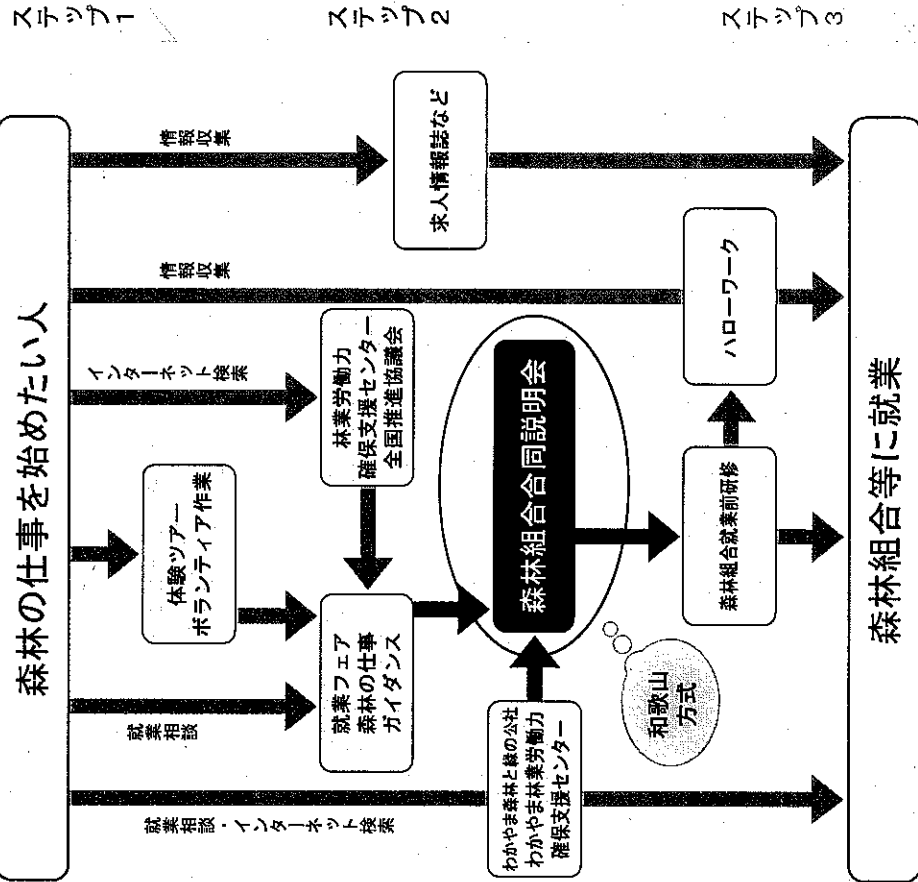 ステップ1
ステップ2
ステップ3
森林の仕事を始めたい人
情報収集
情報収集
インターネット検索
就業相談
就業相談・インターネット検索
体験ツアー
ボランティア作業
求人情報誌など
林業労働力
確保支援センター
全国推進協議会
就業フェア
森林の仕事
ガイダンス
森林組合合同説明会
わかやま森林と緑の公社
わかやま林業労働力
確保支援センター
和歌山
方式
森林組合就業前研修
ハローワーク
森林組合等に就業